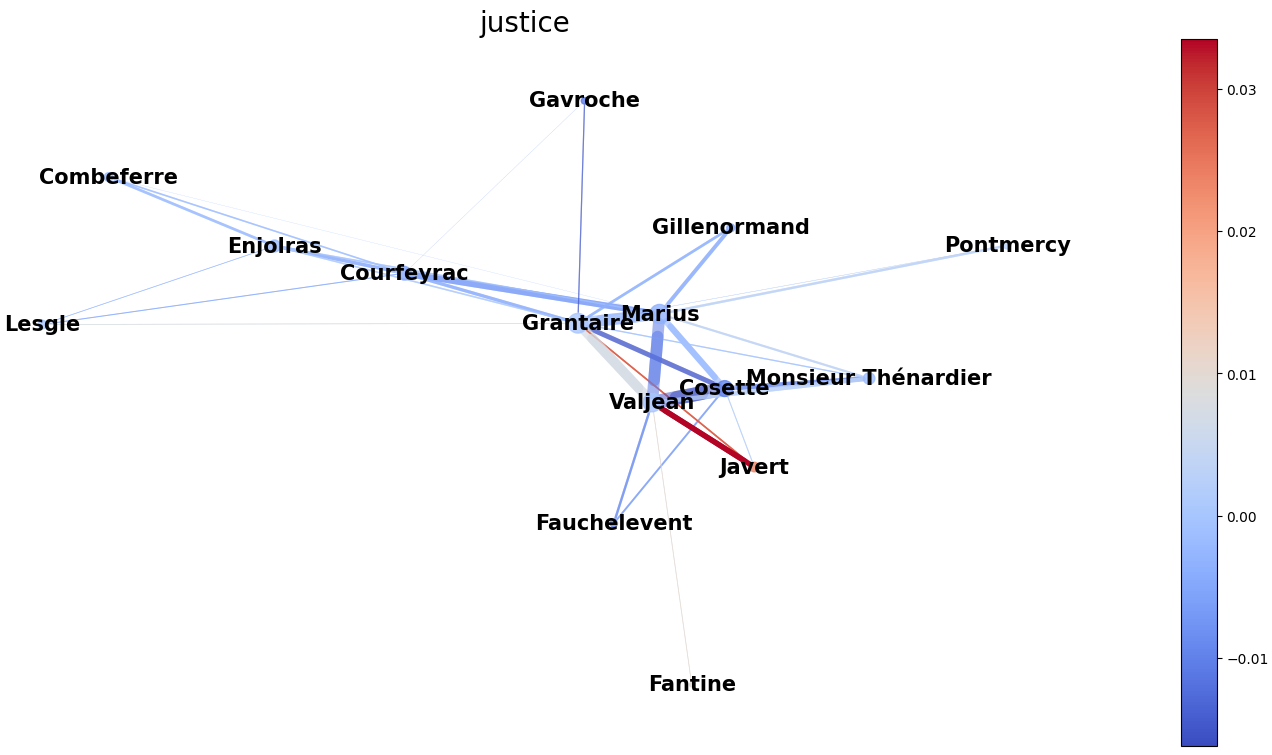 justice
Gavroche
Combeferre
Gillenormand
Enjolras
Pontmercy
Courfeyrac
Marius
Grantaire
Lesgle
Monsieur Thénardier
Cosette
Valjean
Javert
Fauchelevent
Fantine
0.03
0.02
0.01
0.00
−0.01